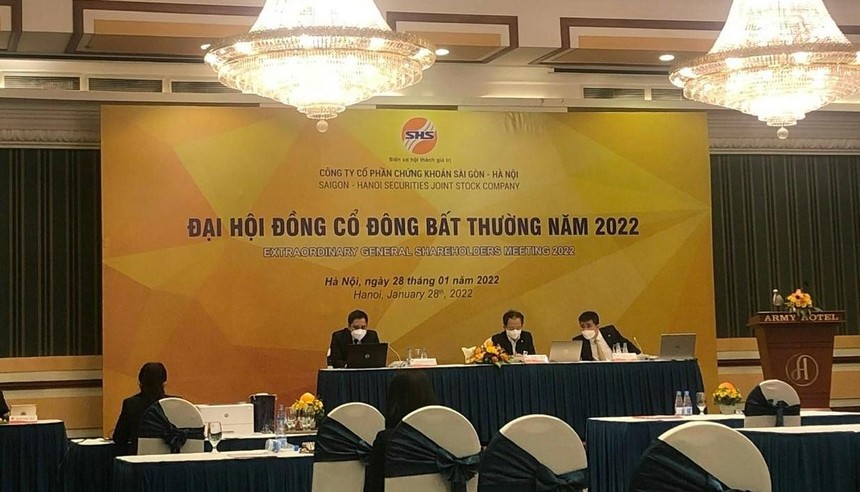 SHS
Biến cơ hội thành giá trị
CÔNG TY CỔ PHẦN CHỨNG KHOÁN SÀI GÒN - HÀ NỘI
SAIGON - HANOI SECURITIES JOINT STOCK COMPANY
ĐẠI HỘI ĐỒNG CỔ ĐÔNG BẤT THƯỜNG NĂM 2022
EXTRAORDINARY GENERAL SHAREHOLDERS MEETING 2022
Hà Nội, ngày 28 tháng 01 năm 2022
Hanoi, January 28th, 2022
ARMY HOTEL